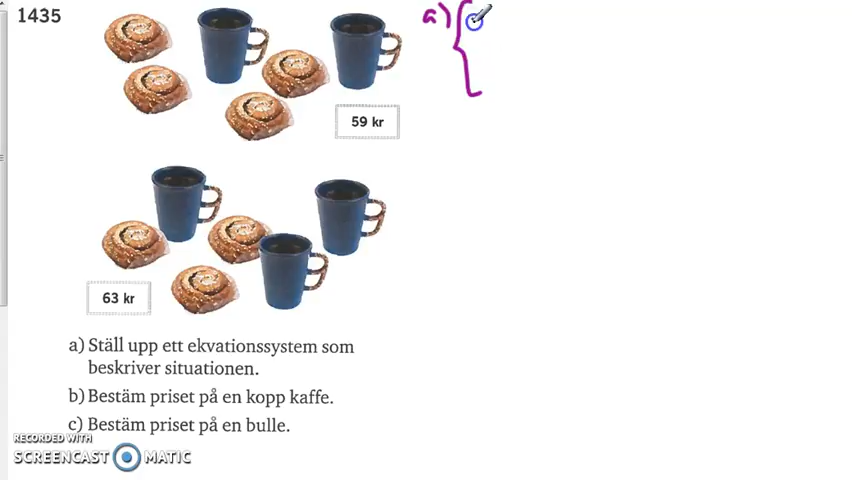 1435
a)
59 kr
63 kr
a) Ställ upp ett ekvationssystem som
beskriver situationen.
b) Bestäm priset på en kopp kaffe.
c) Bestäm priset på en bulle.
RECORDED WITH
SCREENCAST MATIC